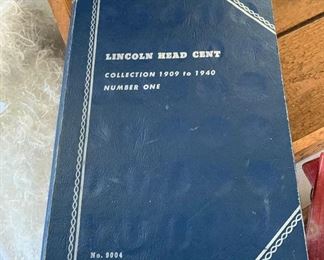 LINCOLN HEAD CENT
COLLECTION 1909 to 1940
NUMBER ONE
No. 9004